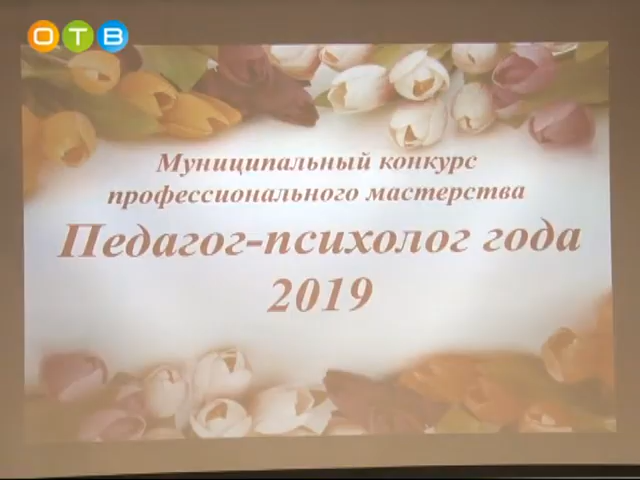 ОТВ
Муниципальный конкурс
профессионального мастерства
Педагог-психолог года
2019